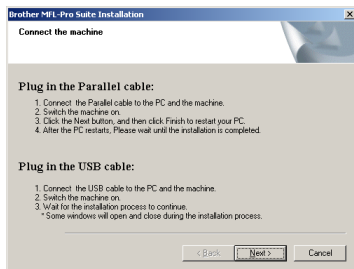 Brother MFL-Pro Suite Installation
Connect the machine
Plug in the Parallel cable:
1. Connect the Parallel cable to the PC and the machine.
2. Switch the machine on.
3. Click the Next button, and then click Finish to restart your PC.
4. After the PC restarts, Please wait until the installation is completed.
Plug in the USB cable:
1. Connect the USB cable to the PC and the machine.
2. Switch the machine on.
3. Wait for the installation process to continue.
* Some windows will open and close during the installation process.
< Back
Next >
Cancel